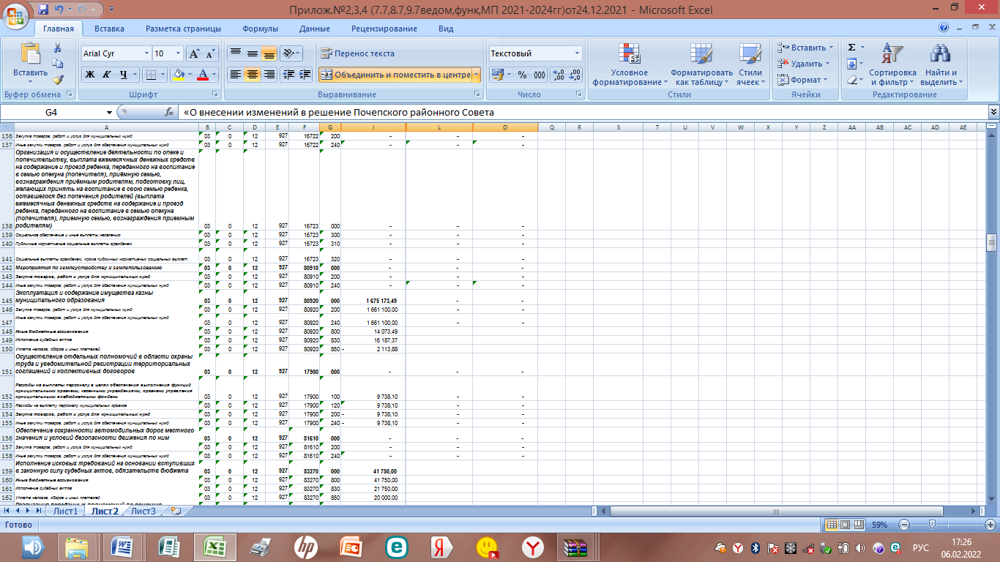 Прилож.№2,3,4 (7.7,8.7,9.7ведом,функ,МП 2021-2024гг)от24.12.2021 - Microsoft Excel
Главная Вставка Разметка страницы Формулы Данные Рецензирование Вид
Arial Cyr 10 Перенос текста Текстовый Вставить Σ
Вставить Ж К Ч Объединить и поместить в центре % 000 Условное форматирование Форматировать как таблицу Стили ячеек Удалить Формат Сортировка и фильтр Найти и выделить
Буфер обмена Шрифт Выравнивание Число Стили Ячейки Редактирование
G4 fx «О внесении изменений в решение Почепского районного Совета
A B C D E F G I L O Q R S T U V W X Y Z AA AB AC AD AE
136 Закупка товаров, работ и услуг для муниципальных нужд 03 0 12 927 16722 200 - - -
137 Иные закупки товаров, работ и услуг для обеспечения муниципальных нужд 03 0 12 927 16722 240 - - -
Организация и осуществление деятельности по опеке и
попечительству, выплата ежемесячных денежных средств
на содержание и проезд ребенка, переданного на воспитание
в семью опекуна (попечителя), приёмную семью,
вознаграждения приёмным родителям, подготовку лиц,
желающих принять на воспитание в свою семью ребенка,
оставшегося без попечения родителей (выплата
ежемесячных денежных средств на содержание и проезд
ребенка, переданного на воспитание в семью опекуна
(попечителя), приемную семью, вознаграждения приемным
138 родителям) 03 0 12 927 16723 000 - - -
139 Социальное обеспечение и иные выплаты населению 03 0 12 927 16723 300 - - -
140 Публичные нормативные социальные выплаты гражданам 03 0 12 927 16723 310 - - -
141 Социальные выплаты гражданам, кроме публичных нормативных социальных выплат 03 0 12 927 16723 320 - - -
142 Мероприятия по землеустройству и землепользованию 03 0 12 927 80910 000 - - -
143 Закупка товаров, работ и услуг для муниципальных нужд 03 0 12 927 80910 200 - - -
144 Иные закупки товаров, работ и услуг для обеспечения муниципальных нужд 03 0 12 927 80910 240 - - -
Эксплуатация и содержание имущества казны
145 муниципального образования 03 0 12 927 80920 000 1 675 173,49 - -
146 Закупка товаров, работ и услуг для муниципальных нужд 03 0 12 927 80920 200 1 661 100,00 - -
147 Иные закупки товаров, работ и услуг для обеспечения муниципальных нужд 03 0 12 927 80920 240 1 661 100,00 - -
148 Иные бюджетные ассигнования 03 0 12 927 80920 800 14 073,49
149 Исполнение судебных актов 03 0 12 927 80920 830 16 187,37
150 Уплата налогов, сборов и иных платежей 03 0 12 927 80920 850 - 2 113,88
Осуществление отдельных полномочий в области охраны
труда и уведомительной регистрации территориальных
151 соглашений и коллективных договоров 03 0 12 927 17900 000 - - -
Расходы на выплаты персоналу в целях обеспечения выполнения функций
муниципальными органами, казенными учреждениями, органами управления
152 муниципальными внебюджетными фондами 03 0 12 927 17900 100 9 738,10 - -
153 Расходы на выплату персоналу муниципальных органов 03 0 12 927 17900 120 9 738,10 - -
154 Закупка товаров, работ и услуг для муниципальных нужд 03 0 12 927 17900 200 - 9 738,10 - -
155 Иные закупки товаров, работ и услуг для обеспечения муниципальных нужд 03 0 12 927 17900 240 - 9 738,10 - -
Обеспечение сохранности автомобильных дорог местного
156 значения и условий безопасности движения по ним 03 0 12 927 81610 000 - - -
157 Закупка товаров, работ и услуг для муниципальных нужд 03 0 12 927 81610 200 - - -
158 Иные закупки товаров, работ и услуг для обеспечения муниципальных нужд 03 0 12 927 81610 240 - - -
Исполнение исковых требований на основании вступивших
159 в законную силу судебных актов, обязательств бюджета 03 0 12 927 83270 000 41 750,00
160 Иные бюджетные ассигнования 03 0 12 927 83270 800 41 750,00
161 Исполнение судебных актов 03 0 12 927 83270 830 21 750,00
162 Уплата налогов, сборов и иных платежей 03 0 12 927 83270 850 20 000,00
Лист1 Лист2 Лист3
Готово 59%
РУС 17:26
06.02.2022